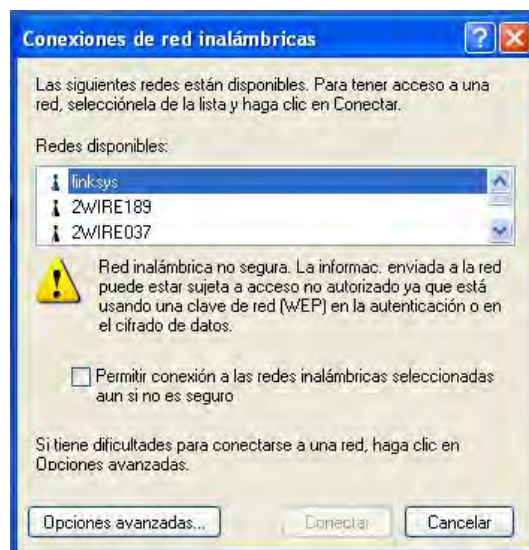 Conexiones de red inalámbricas
Las siguientes redes están disponibles. Para tener acceso a una
red, selecciónela de la lista y haga clic en Conectar.
Redes disponibles:
linksys
2WIRE189
2WIRE037
Red inalámbrica no segura. La informac. enviada a la red
puede estar sujeta a acceso no autorizado ya que está
usando una clave de red (WEP) en la autenticación o en
el cifrado de datos.
Permitir conexión a las redes inalámbricas seleccionadas
aun si no es seguro
Si tiene dificultades para conectarse a una red, haga clic en
Opciones avanzadas.
Opciones avanzadas... Conectar Cancelar